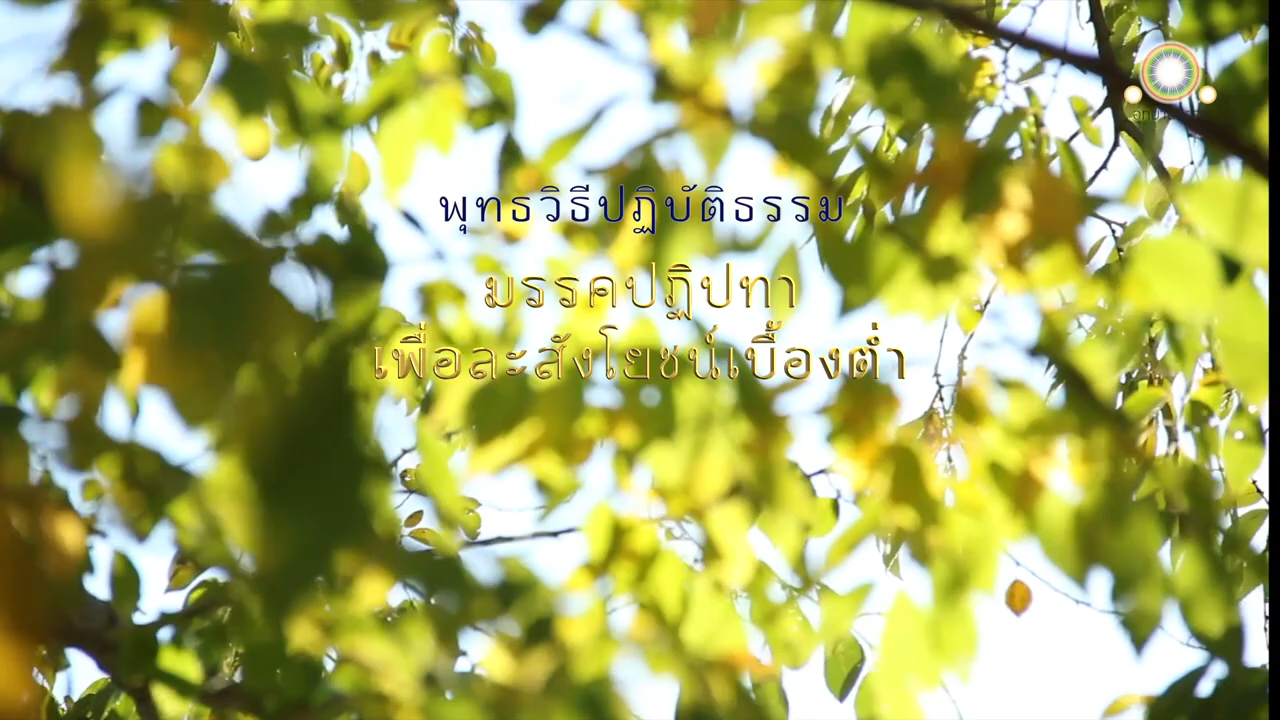 พุทธวิธีปฏิบัติธรรม
มรรคปฏิปทา
เพื่อละสังโยชน์เบื้องต่ำ